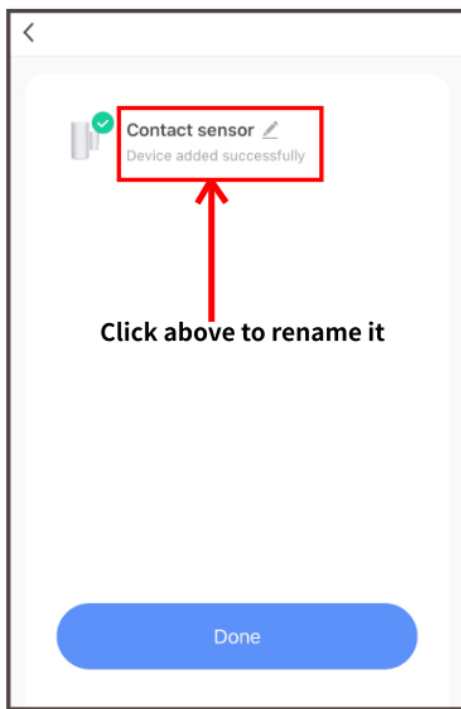 Contact sensor
Device added successfully
Click above to rename it
Done